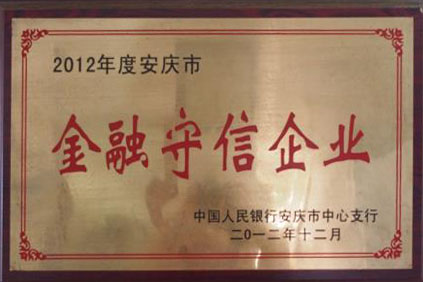 2012年度安庆市
金融守信企业
中国人民银行安庆市中心支行
二0一二年十二月